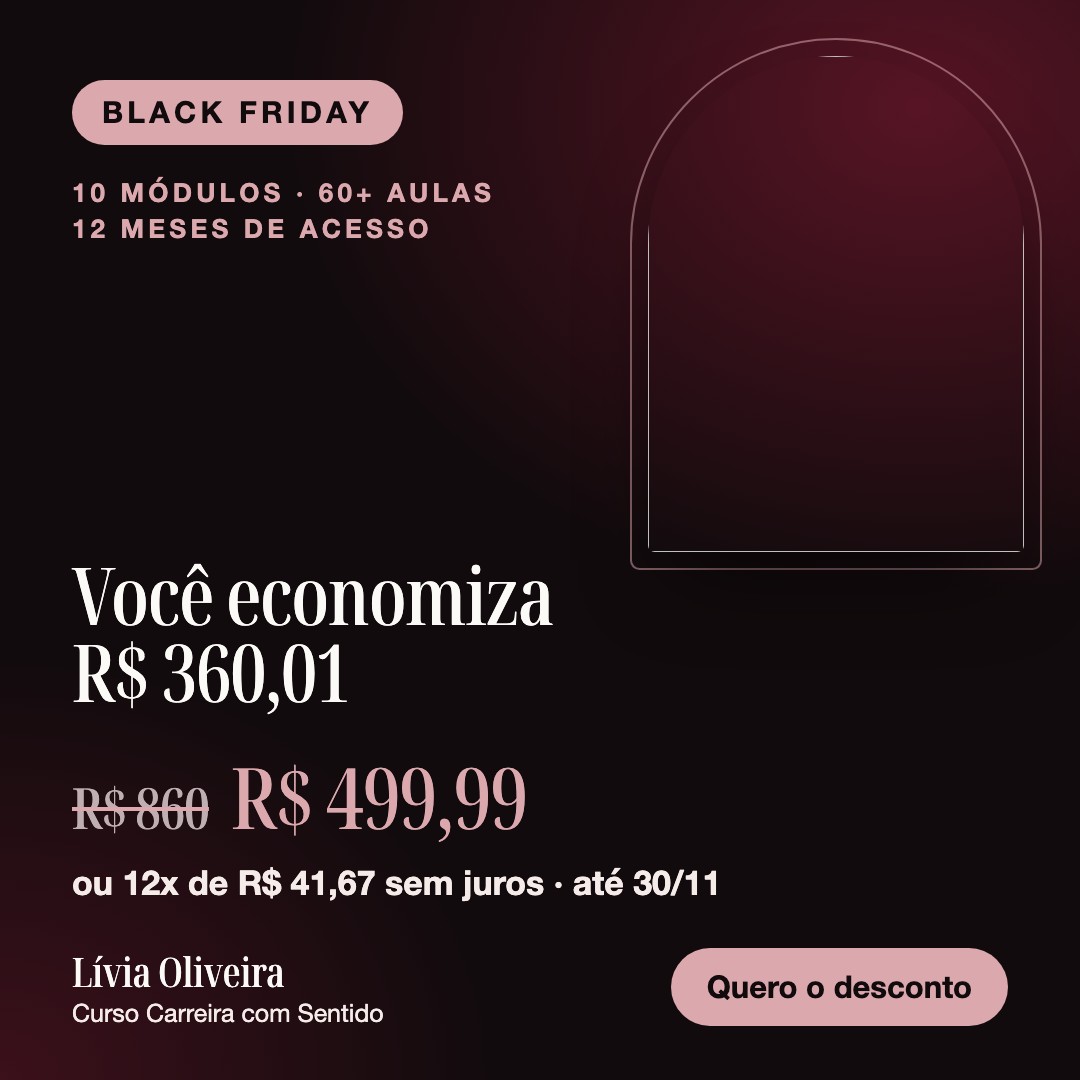 BLACK FRIDAY
10 MÓDULOS · 60+ AULAS
12 MESES DE ACESSO
Você economiza
R$ 360,01
R$ 860 R$ 499,99
ou 12x de R$ 41,67 sem juros · até 30/11
Lívia Oliveira
Curso Carreira com Sentido
Quero o desconto